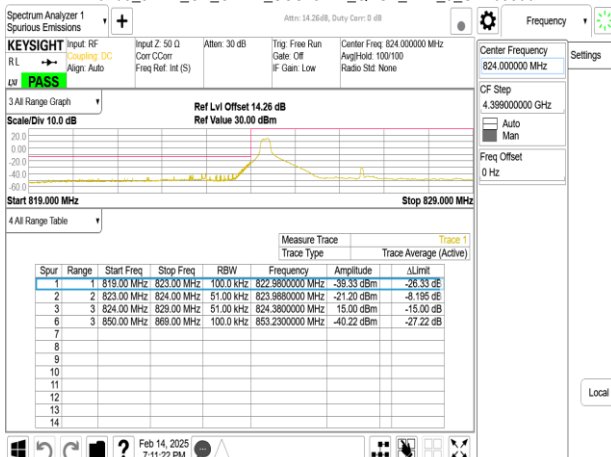 Spectrum Analyzer 1
Spurious Emissions
Attn: 14.26dB, Duty Corr: 0 dB
Frequency
KEYSIGHT
RL
LXI
PASS
Input: RF
Coupling: DC
Align: Auto
Input Z: 50 Ω
Corr CCorr
Freq Ref: Int (S)
Atten: 30 dB
Trig: Free Run
Gate: Off
IF Gain: Low
Center Freq: 824.000000 MHz
Avg|Hold: 100/100
Radio Std: None
Center Frequency
824.000000 MHz
Settings
CF Step
4.399000000 GHz
Auto
Man
Freq Offset
0 Hz
Local
3 All Range Graph
Scale/Div 10.0 dB
Ref Lvl Offset 14.26 dB
Ref Value 30.00 dBm
20.0
0.00
-20.0
-40.0
-60.0
Start 819.000 MHz
Stop 829.000 MHz
4 All Range Table
Measure Trace Trace 1
Trace Type Trace Average (Active)
Spur Range Start Freq Stop Freq RBW Frequency Amplitude ΔLimit
1 1 819.00 MHz 823.00 MHz 100.0 kHz 822.9800000 MHz -39.33 dBm -26.33 dB
2 2 823.00 MHz 824.00 MHz 51.00 kHz 823.9880000 MHz -21.20 dBm -8.195 dB
3 3 824.00 MHz 829.00 MHz 51.00 kHz 824.3800000 MHz 15.00 dBm -15.00 dB
6 3 850.00 MHz 869.00 MHz 100.0 kHz 853.2300000 MHz -40.22 dBm -27.22 dB
7
8
9
10
11
12
13
14
Feb 14, 2025
7:11:22 PM